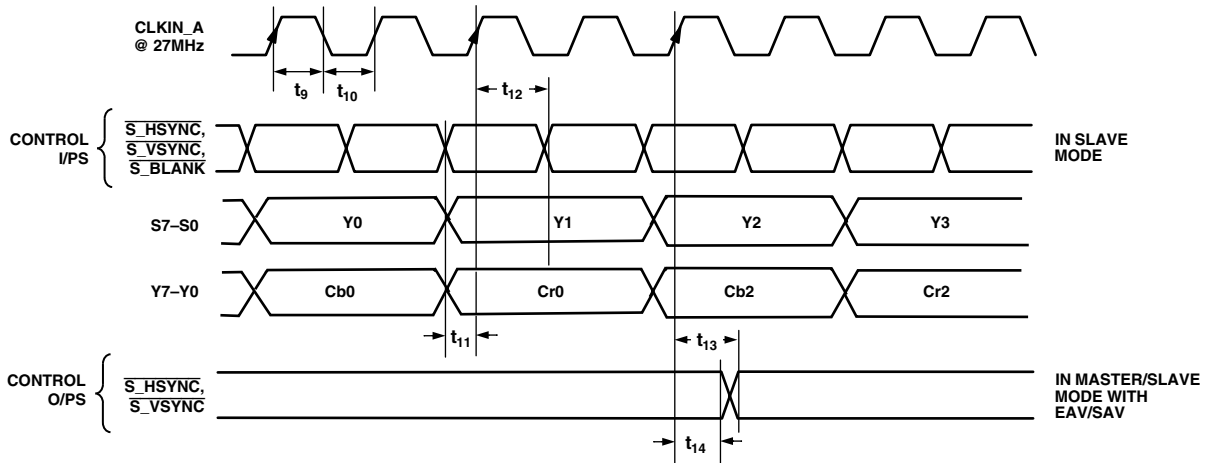 CLKIN_A
@ 27MHz
t9
t10
t12
CONTROL
I/PS
S_HSYNC,
S_VSYNC,
S_BLANK
IN SLAVE
MODE
S7–S0
Y0
Y1
Y2
Y3
Y7–Y0
Cb0
Cr0
Cb2
Cr2
t11
t13
CONTROL
O/PS
S_HSYNC,
S_VSYNC
IN MASTER/SLAVE
MODE WITH
EAV/SAV
t14